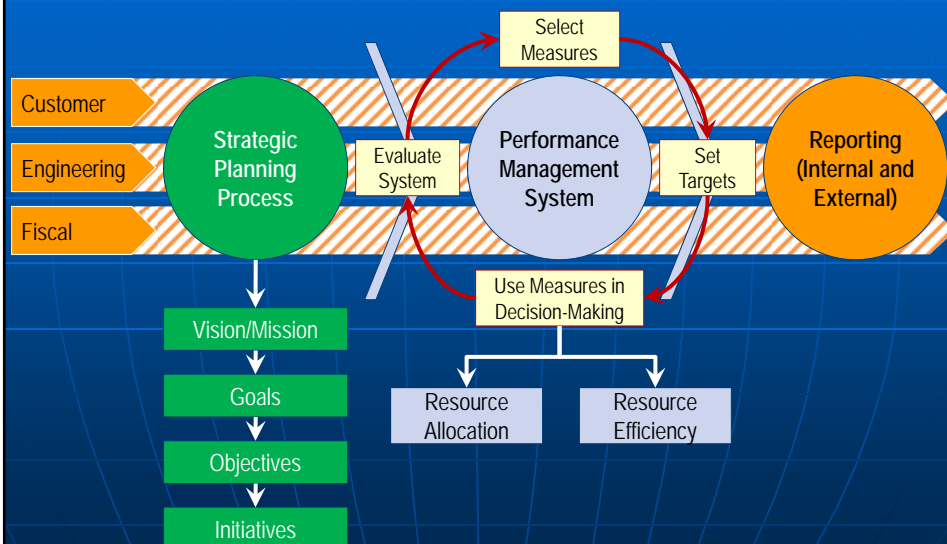 Select
Measures
Customer
Engineering
Fiscal
Strategic
Planning
Process
Evaluate
System
Performance
Management
System
Set
Targets
Reporting
(Internal and
External)
Use Measures in
Decision-Making
Vision/Mission
Goals
Objectives
Initiatives
Resource
Allocation
Resource
Efficiency